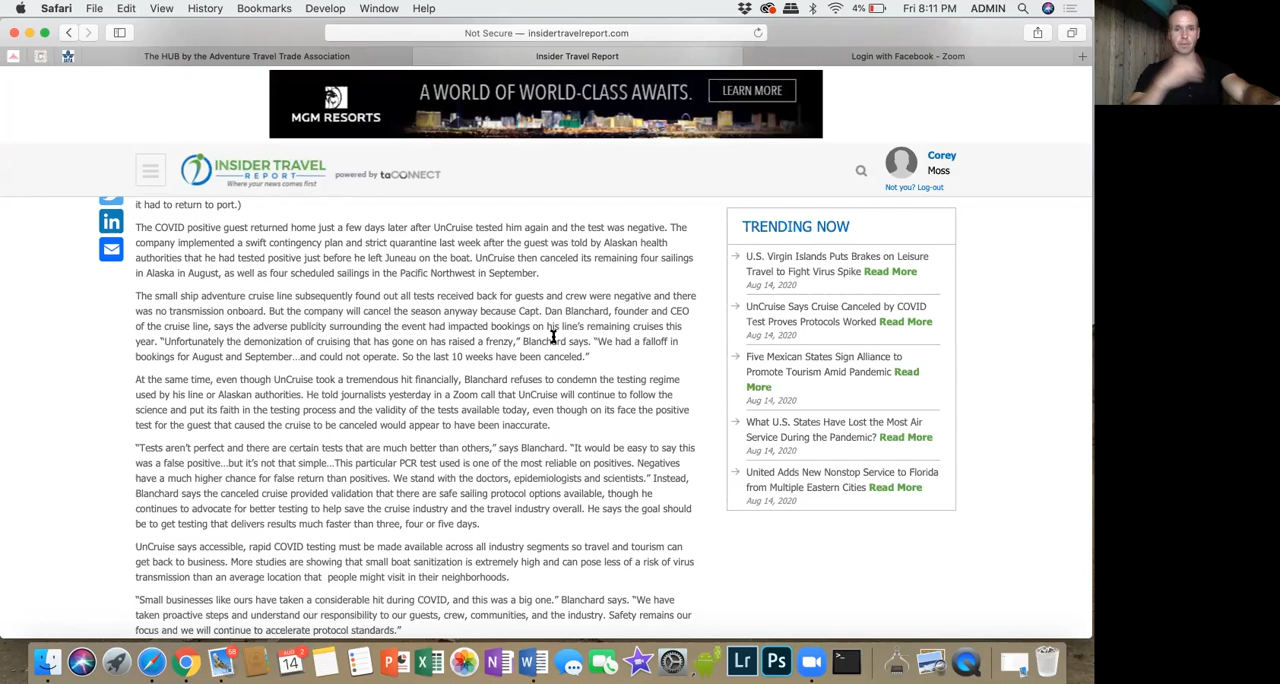 Safari File Edit View History Bookmarks Develop Window Help 4% Fri 8:11 PM ADMIN
Not Secure — insidertravelreport.com
The HUB by the Adventure Travel Trade Association Insider Travel Report Login with Facebook - Zoom
MGM RESORTS A WORLD OF WORLD-CLASS AWAITS. LEARN MORE
INSIDER TRAVEL
REPORT
Where your news comes first
powered by taCONNECT
Corey
Moss
Not you? Log-out
it had to return to port.)
The COVID positive guest returned home just a few days later after UnCruise tested him again and the test was negative. The
company implemented a swift contingency plan and strict quarantine last week after the guest was told by Alaskan health
authorities that he had tested positive just before he left Juneau on the boat. UnCruise then canceled its remaining four sailings
in Alaska in August, as well as four scheduled sailings in the Pacific Northwest in September.
The small ship adventure cruise line subsequently found out all tests received back for guests and crew were negative and there
was no transmission onboard. But the company will cancel the season anyway because Capt. Dan Blanchard, founder and CEO
of the cruise line, says the adverse publicity surrounding the event had impacted bookings on his line's remaining cruises this
year. “Unfortunately the demonization of cruising that has gone on has raised a frenzy,” Blanchard says. “We had a falloff in
bookings for August and September...and could not operate. So the last 10 weeks have been canceled.”
At the same time, even though UnCruise took a tremendous hit financially, Blanchard refuses to condemn the testing regime
used by his line or Alaskan authorities. He told journalists yesterday in a Zoom call that UnCruise will continue to follow the
science and put its faith in the testing process and the validity of the tests available today, even though on its face the positive
test for the guest that caused the cruise to be canceled would appear to have been inaccurate.
“Tests aren’t perfect and there are certain tests that are much better than others,” says Blanchard. “It would be easy to say this
was a false positive...but it’s not that simple...This particular PCR test used is one of the most reliable on positives. Negatives
have a much higher chance for false return than positives. We stand with the doctors, epidemiologists and scientists.” Instead,
Blanchard says the canceled cruise provided validation that there are safe sailing protocol options available, though he
continues to advocate for better testing to help save the cruise industry and the travel industry overall. He says the goal should
be to get testing that delivers results much faster than three, four or five days.
UnCruise says accessible, rapid COVID testing must be made available across all industry segments so travel and tourism can
get back to business. More studies are showing that small boat sanitization is extremely high and can pose less of a risk of virus
transmission than an average location that people might visit in their neighborhoods.
“Small businesses like ours have taken a considerable hit during COVID, and this was a big one.” Blanchard says. “We have
taken proactive steps and understand our responsibility to our guests, crew, communities, and the industry. Safety remains our
focus and we will continue to accelerate protocol standards.”
TRENDING NOW
U.S. Virgin Islands Puts Brakes on Leisure
Travel to Fight Virus Spike Read More
Aug 14, 2020
UnCruise Says Cruise Canceled by COVID
Test Proves Protocols Worked Read More
Aug 14, 2020
Five Mexican States Sign Alliance to
Promote Tourism Amid Pandemic Read
More
Aug 14, 2020
What U.S. States Have Lost the Most Air
Service During the Pandemic? Read More
Aug 14, 2020
United Adds New Nonstop Service to Florida
from Multiple Eastern Cities Read More
Aug 14, 2020
58 AUG 14 2 P X N W Lr Ps